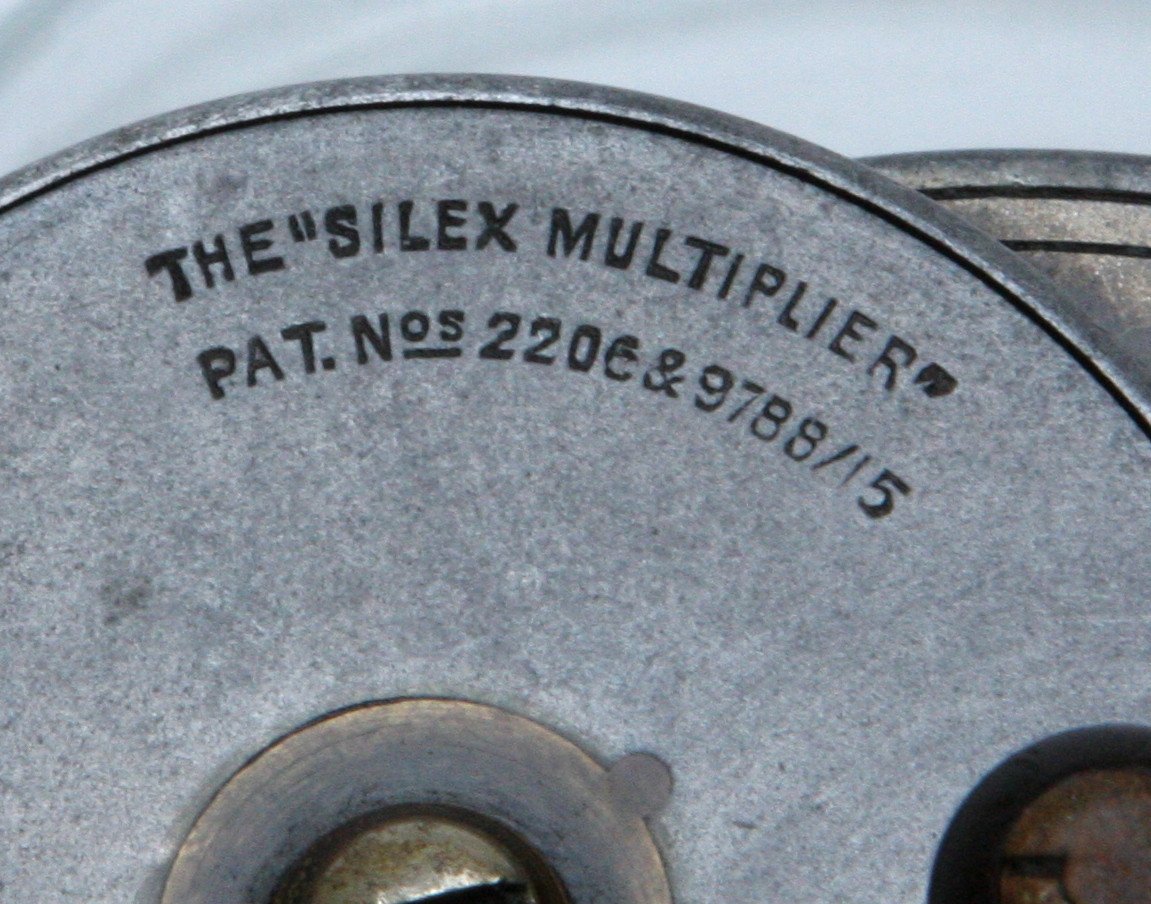 THE "SILEX MULTIPLIER"
PAT. Nos 2206 & 9788/15